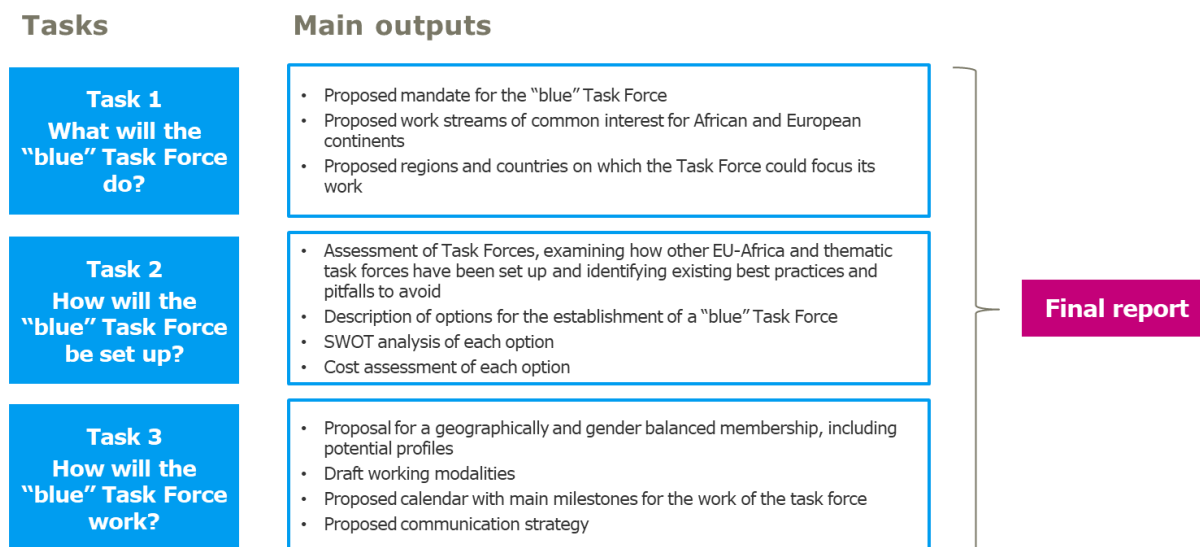 Tasks
Main outputs
Task 1
What will the
“blue” Task Force
do?
• Proposed mandate for the “blue” Task Force
• Proposed work streams of common interest for African and European
continents
• Proposed regions and countries on which the Task Force could focus its
work
Task 2
How will the
“blue” Task Force
be set up?
• Assessment of Task Forces, examining how other EU-Africa and thematic
task forces have been set up and identifying existing best practices and
pitfalls to avoid
• Description of options for the establishment of a “blue” Task Force
• SWOT analysis of each option
• Cost assessment of each option
Task 3
How will the
“blue” Task Force
work?
• Proposal for a geographically and gender balanced membership, including
potential profiles
• Draft working modalities
• Proposed calendar with main milestones for the work of the task force
• Proposed communication strategy
Final report